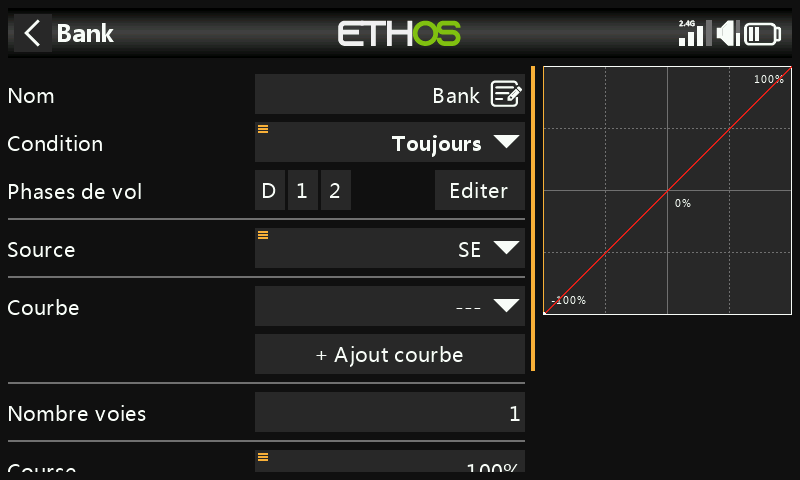 Bank
ETHOS
2.4G
Nom
Bank
Condition
Toujours
Phases de vol
D 1 2
Editer
Source
SE
Courbe
---
+ Ajout courbe
Nombre voies
1
Course
100%
100%
0%
-100%